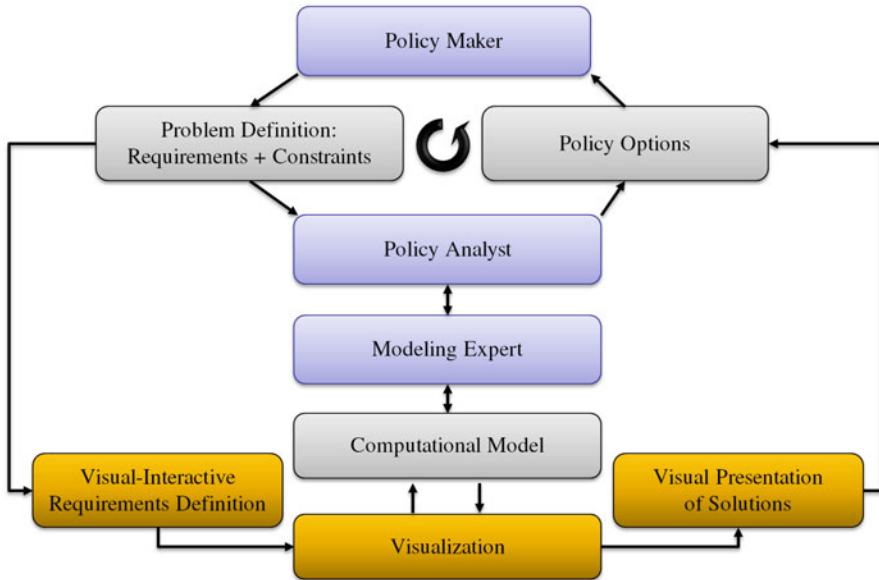 Policy Maker
Problem Definition:
Requirements + Constraints
Policy Options
Policy Analyst
Modeling Expert
Computational Model
Visual-Interactive
Requirements Definition
Visual Presentation
of Solutions
Visualization